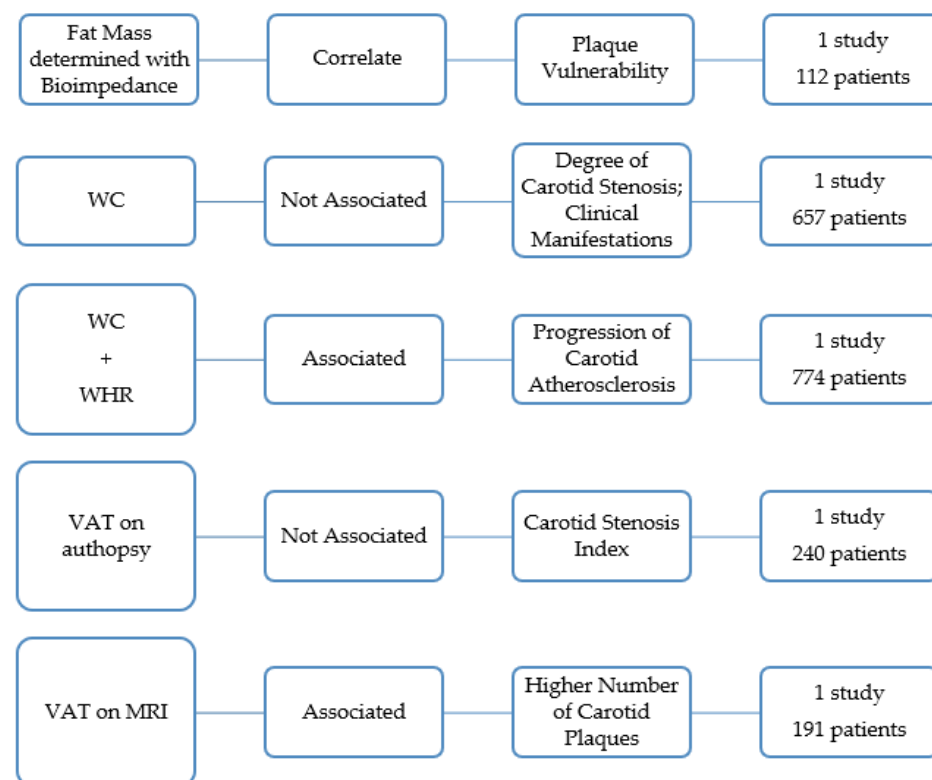 Fat Mass
determined with
Bioimpedance
Correlate
Plaque
Vulnerability
1 study
112 patients
WC
Not Associated
Degree of
Carotid Stenosis;
Clinical
Manifestations
1 study
657 patients
WC
+
WHR
Associated
Progression of
Carotid
Atherosclerosis
1 study
774 patients
VAT on
authopsy
Not Associated
Carotid Stenosis
Index
1 study
240 patients
VAT on MRI
Associated
Higher Number
of Carotid
Plaques
1 study
191 patients